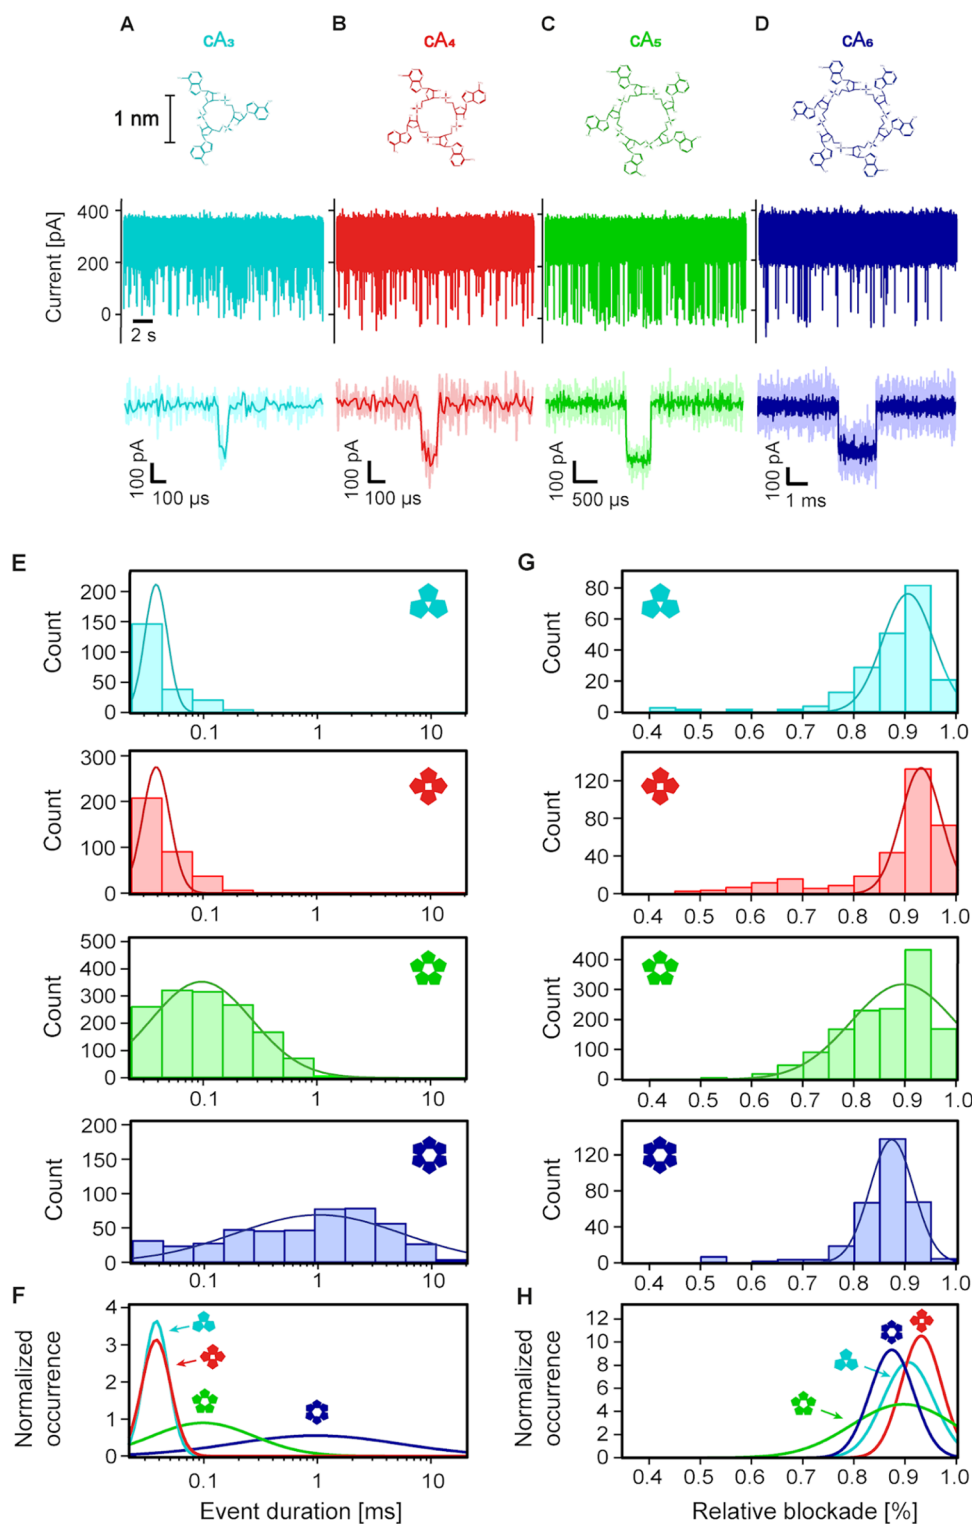 A B C D
cA₃ cA₄ cA₅ cA₆
1 nm
Current [pA]
400
200
0
2 s
100 pA
100 µs
100 pA
100 µs
100 pA
500 µs
100 pA
1 ms
E
Count
200
150
100
50
0
0.1 1 10
Count
300
200
100
0
0.1 1 10
Count
500
400
300
200
100
0
0.1 1 10
Count
200
150
100
50
0
0.1 1 10
F
Normalized
occurrence
4
3
2
1
0
0.1 1 10
Event duration [ms]
G
Count
80
60
40
20
0
0.4 0.5 0.6 0.7 0.8 0.9 1.0
Count
120
80
40
0
0.4 0.5 0.6 0.7 0.8 0.9 1.0
Count
400
300
200
100
0
0.4 0.5 0.6 0.7 0.8 0.9 1.0
Count
120
80
40
0
0.4 0.5 0.6 0.7 0.8 0.9 1.0
H
Normalized
occurrence
12
10
8
6
4
2
0
0.4 0.5 0.6 0.7 0.8 0.9 1.0
Relative blockade [%]